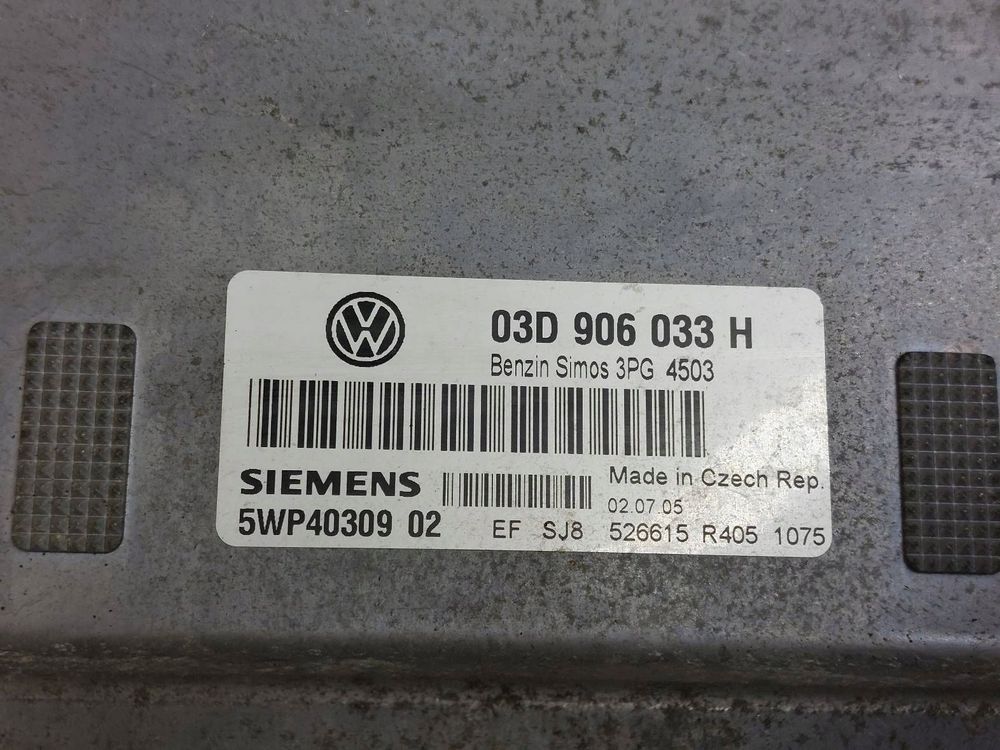 03D 906 033 H
Benzin Simos 3PG 4503
SIEMENS
Made in Czech Rep.
02.07.05
5WP40309 02
EF SJ8 526615 R405 1075